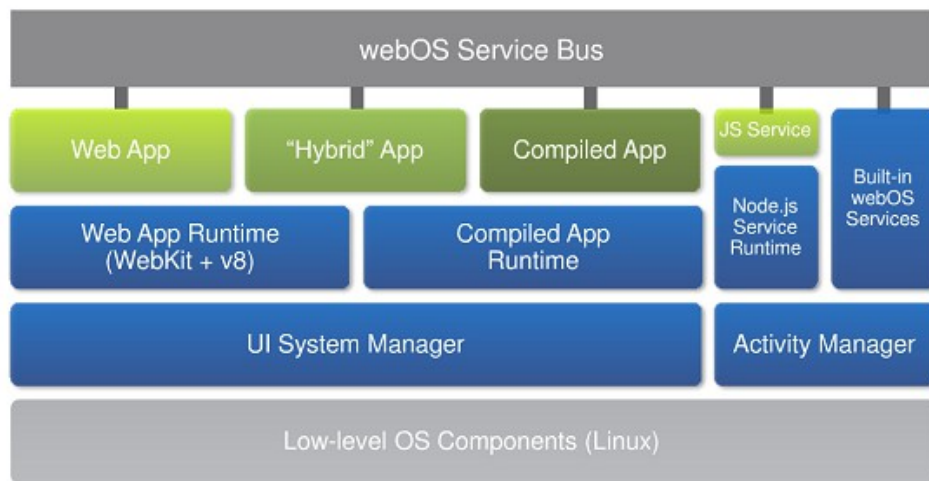 webOS Service Bus
Web App
“Hybrid” App
Compiled App
JS Service
Built-in
webOS
Services
Web App Runtime
(WebKit + v8)
Compiled App
Runtime
Node.js
Service
Runtime
UI System Manager
Activity Manager
Low-level OS Components (Linux)